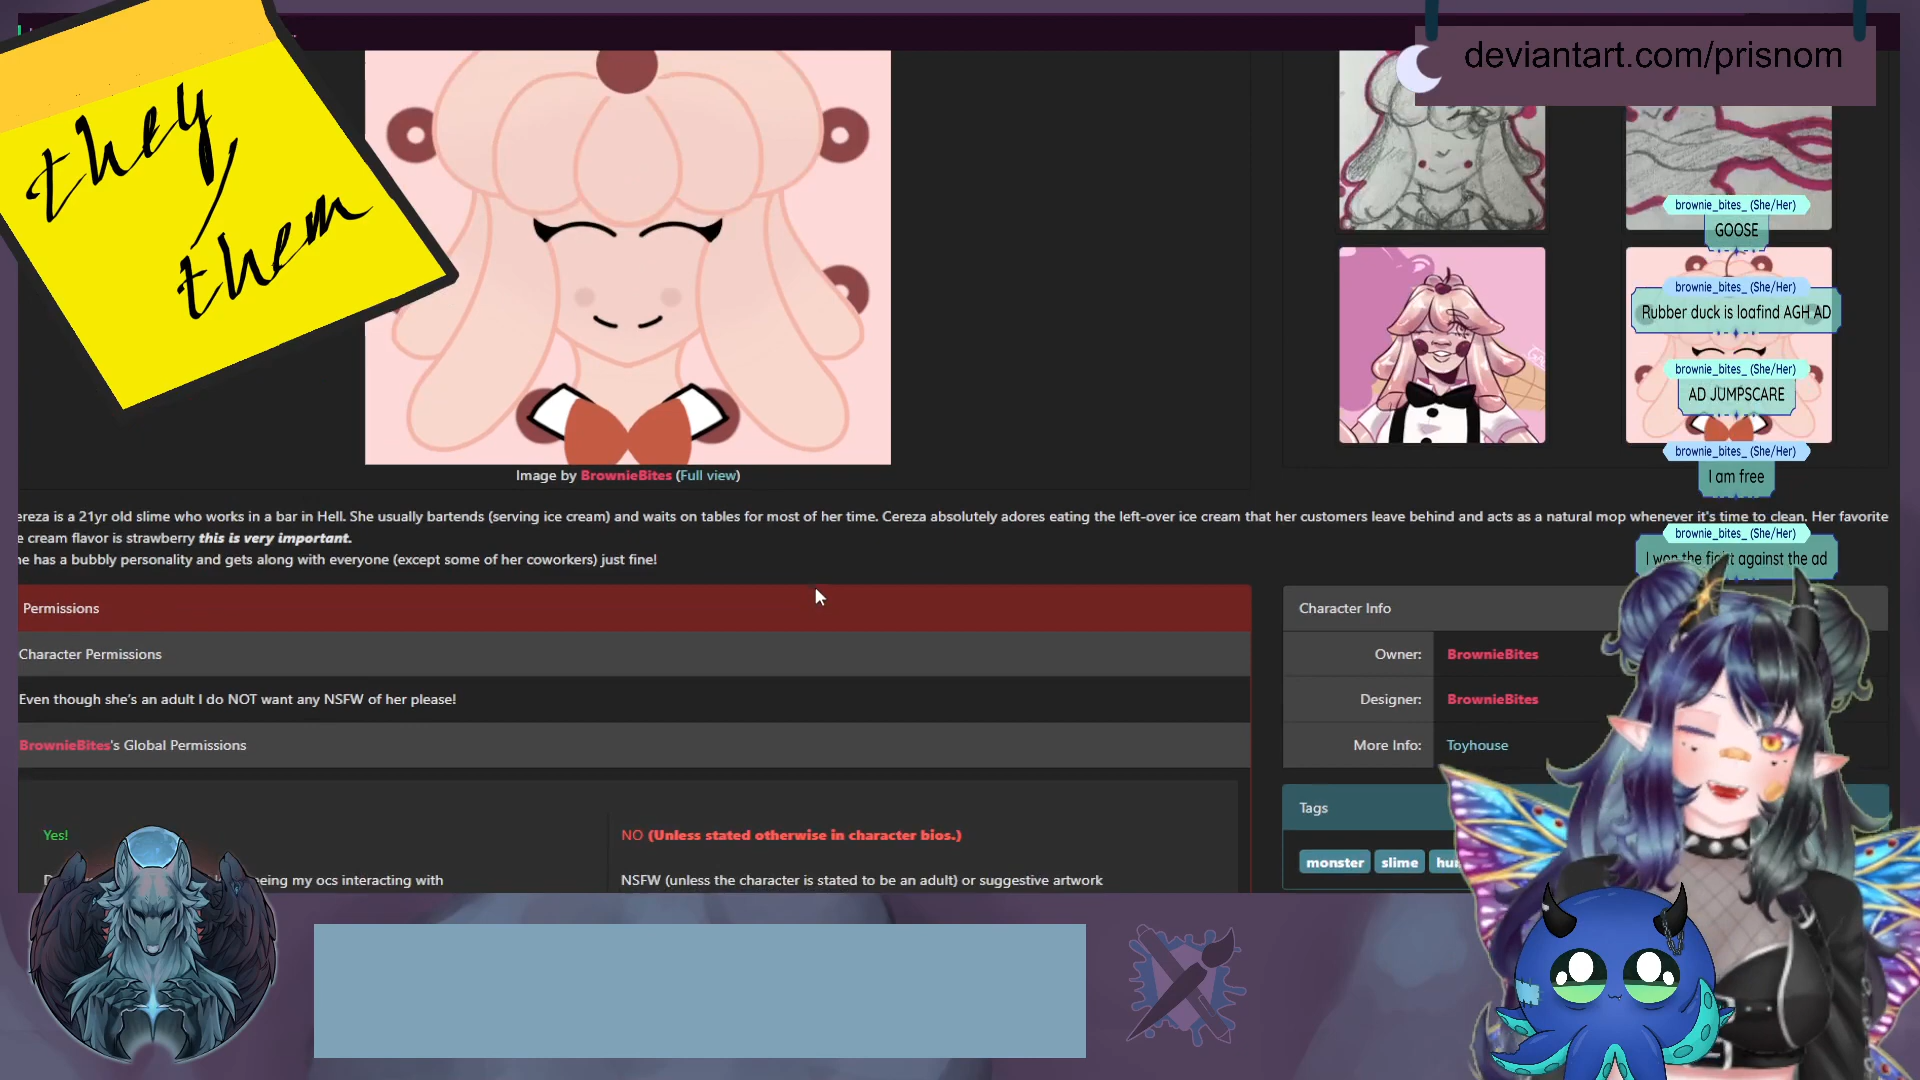 they/
them
deviantart.com/prisnom
brownie_bites_ (She/Her)
GOOSE
brownie_bites_ (She/Her)
Rubber duck is loafind AGH AD
brownie_bites_ (She/Her)
AD JUMPSCARE
brownie_bites_ (She/Her)
I am free
brownie_bites_ (She/Her)
I won the fight against the ad
Image by BrownieBites (Full view)
ereza is a 21yr old slime who works in a bar in Hell. She usually bartends (serving ice cream) and waits on tables for most of her time. Cereza absolutely adores eating the left-over ice cream that her customers leave behind and acts as a natural mop whenever it's time to clean. Her favorite
e cream flavor is strawberry this is very important.
he has a bubbly personality and gets along with everyone (except some of her coworkers) just fine!
Permissions
Character Permissions
Even though she's an adult I do NOT want any NSFW of her please!
BrownieBites's Global Permissions
Yes!
eing my ocs interacting with
NO (Unless stated otherwise in character bios.)
NSFW (unless the character is stated to be an adult) or suggestive artwork
Character Info
Owner: BrownieBites
Designer: BrownieBites
More Info: Toyhouse
Tags
monster slime